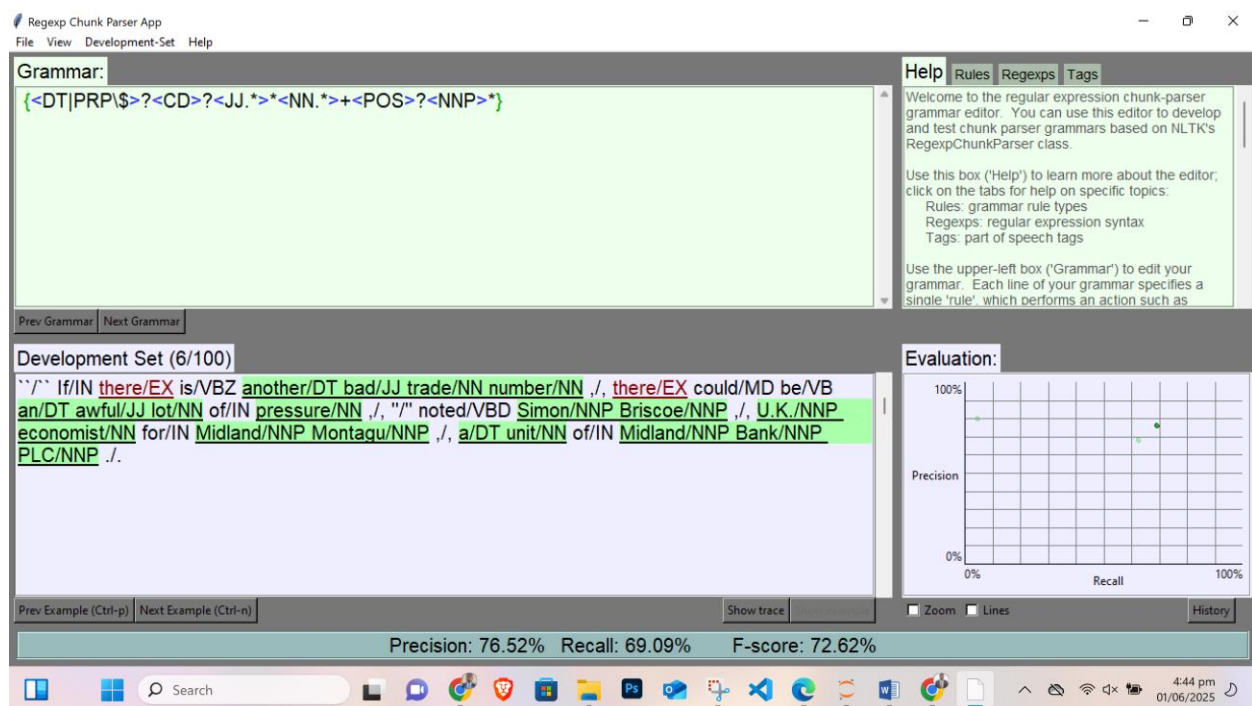 Regexp Chunk Parser App
File View Development-Set Help
Grammar:
{<DT|PRP\$>?<CD>?<JJ.*>*<NN.*>+<POS>?<NNP>*}
Prev Grammar Next Grammar
Help Rules Regexps Tags
Welcome to the regular expression chunk-parser
grammar editor. You can use this editor to develop
and test chunk parser grammars based on NLTK's
RegexpChunkParser class.
Use this box ('Help') to learn more about the editor;
click on the tabs for help on specific topics:
Rules: grammar rule types
Regexps: regular expression syntax
Tags: part of speech tags
Use the upper-left box ('Grammar') to edit your
grammar. Each line of your grammar specifies a
single 'rule', which performs an action such as
Development Set (6/100)
``/`` If/IN there/EX is/VBZ another/DT bad/JJ trade/NN number/NN ,/, there/EX could/MD be/VB
an/DT awful/JJ lot/NN of/IN pressure/NN ,/, ''/'' noted/VBD Simon/NNP Briscoe/NNP ,/, U.K./NNP
economist/NN for/IN Midland/NNP Montagu/NNP ,/, a/DT unit/NN of/IN Midland/NNP Bank/NNP
PLC/NNP ./.
Prev Example (Ctrl-p) Next Example (Ctrl-n) Show trace Show example
Evaluation:
100%
Precision
0%
0% Recall 100%
Zoom Lines History
Precision: 76.52% Recall: 69.09% F-score: 72.62%
Search
Ps
4:44 pm
01/06/2025